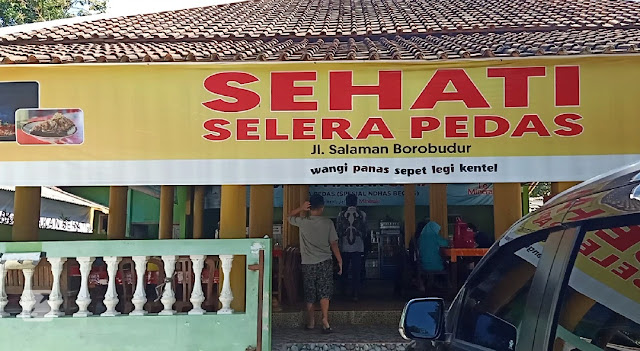 SEHATI
SELERA PEDAS
Jl. Salaman Borobudur
wangi panas sepet legi kentel